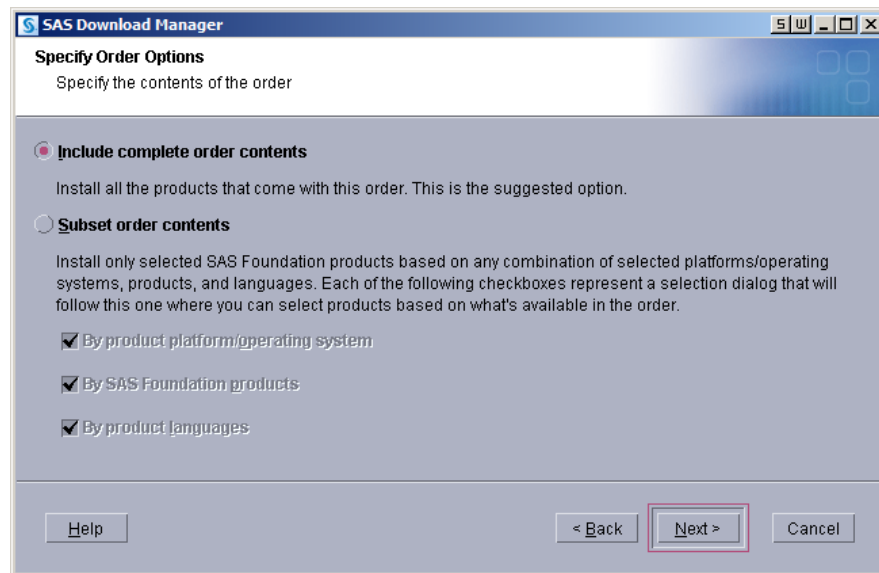 SAS Download Manager
Specify Order Options
Specify the contents of the order
Include complete order contents
Install all the products that come with this order. This is the suggested option.
Subset order contents
Install only selected SAS Foundation products based on any combination of selected platforms/operating
systems, products, and languages. Each of the following checkboxes represent a selection dialog that will
follow this one where you can select products based on what's available in the order.
By product platform/operating system
By SAS Foundation products
By product languages
Help
< Back
Next >
Cancel